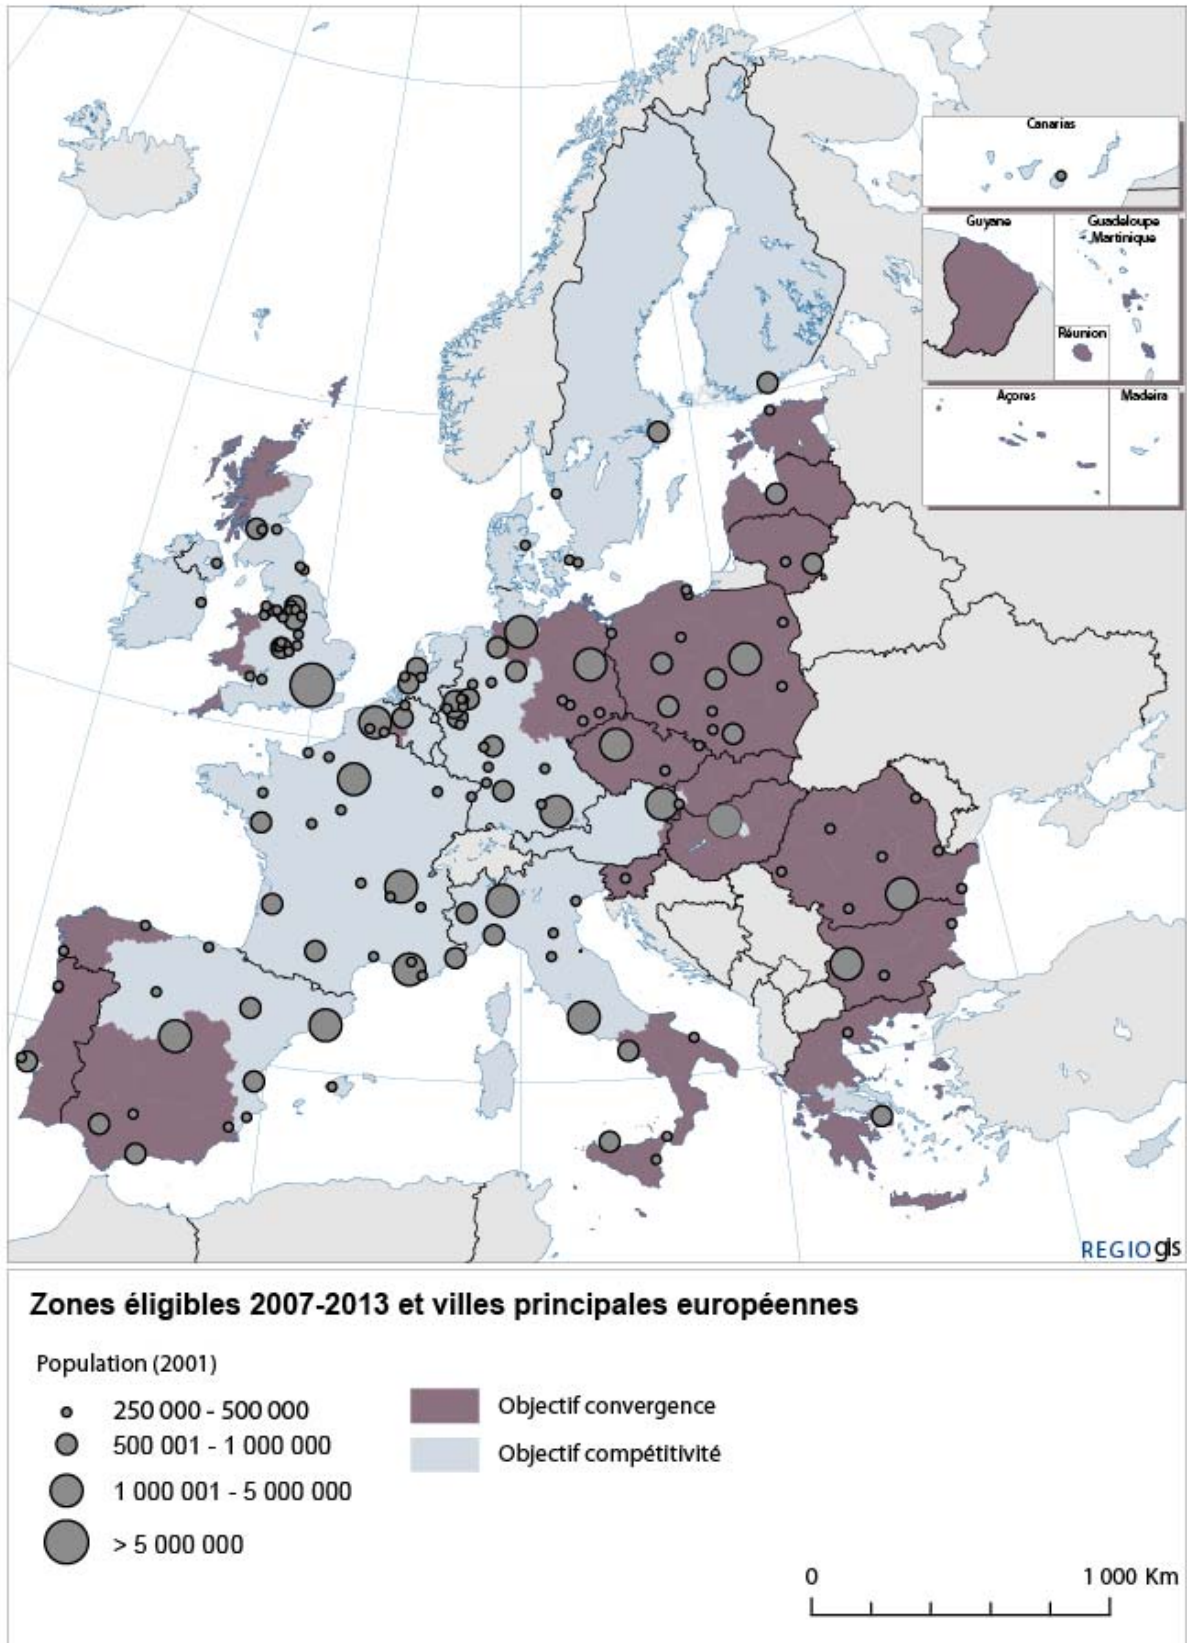 Canarias
Guyane
Guadeloupe
Martinique
Réunion
Açores
Madeira
REGIOgis
Zones éligibles 2007-2013 et villes principales européennes
Population (2001)
250 000 - 500 000
500 001 - 1 000 000
1 000 001 - 5 000 000
> 5 000 000
Objectif convergence
Objectif compétitivité
0 1 000 Km